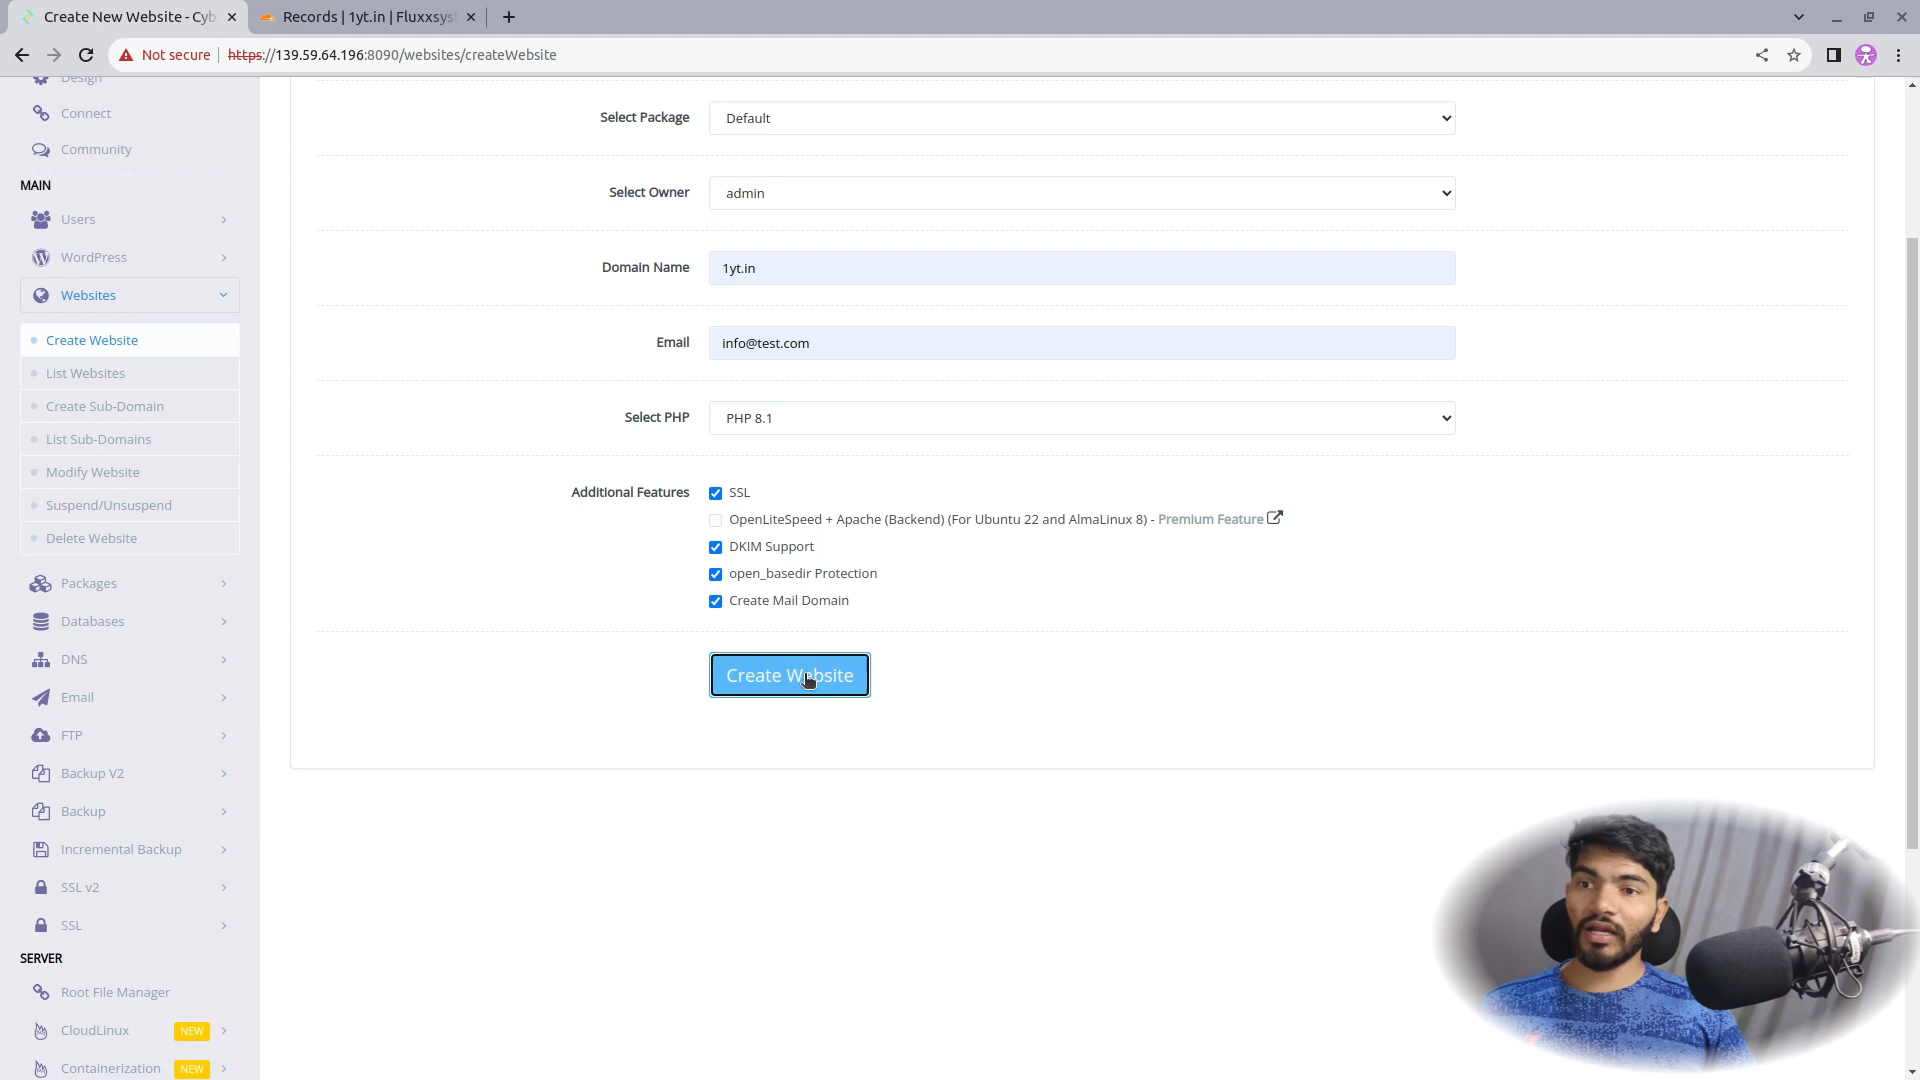 Create New Website - Cyb
Records | 1yt.in | Fluxxsys
Not secure
https://139.59.64.196:8090/websites/createWebsite
Design
Connect
Community
MAIN
Users
WordPress
Websites
Create Website
List Websites
Create Sub-Domain
List Sub-Domains
Modify Website
Suspend/Unsuspend
Delete Website
Packages
Databases
DNS
Email
FTP
Backup V2
Backup
Incremental Backup
SSL v2
SSL
SERVER
Root File Manager
CloudLinux NEW
Containerization NEW
Select Package Default
Select Owner admin
Domain Name 1yt.in
Email info@test.com
Select PHP PHP 8.1
Additional Features SSL
OpenLiteSpeed + Apache (Backend) (For Ubuntu 22 and AlmaLinux 8) - Premium Feature
DKIM Support
open_basedir Protection
Create Mail Domain
Create Website